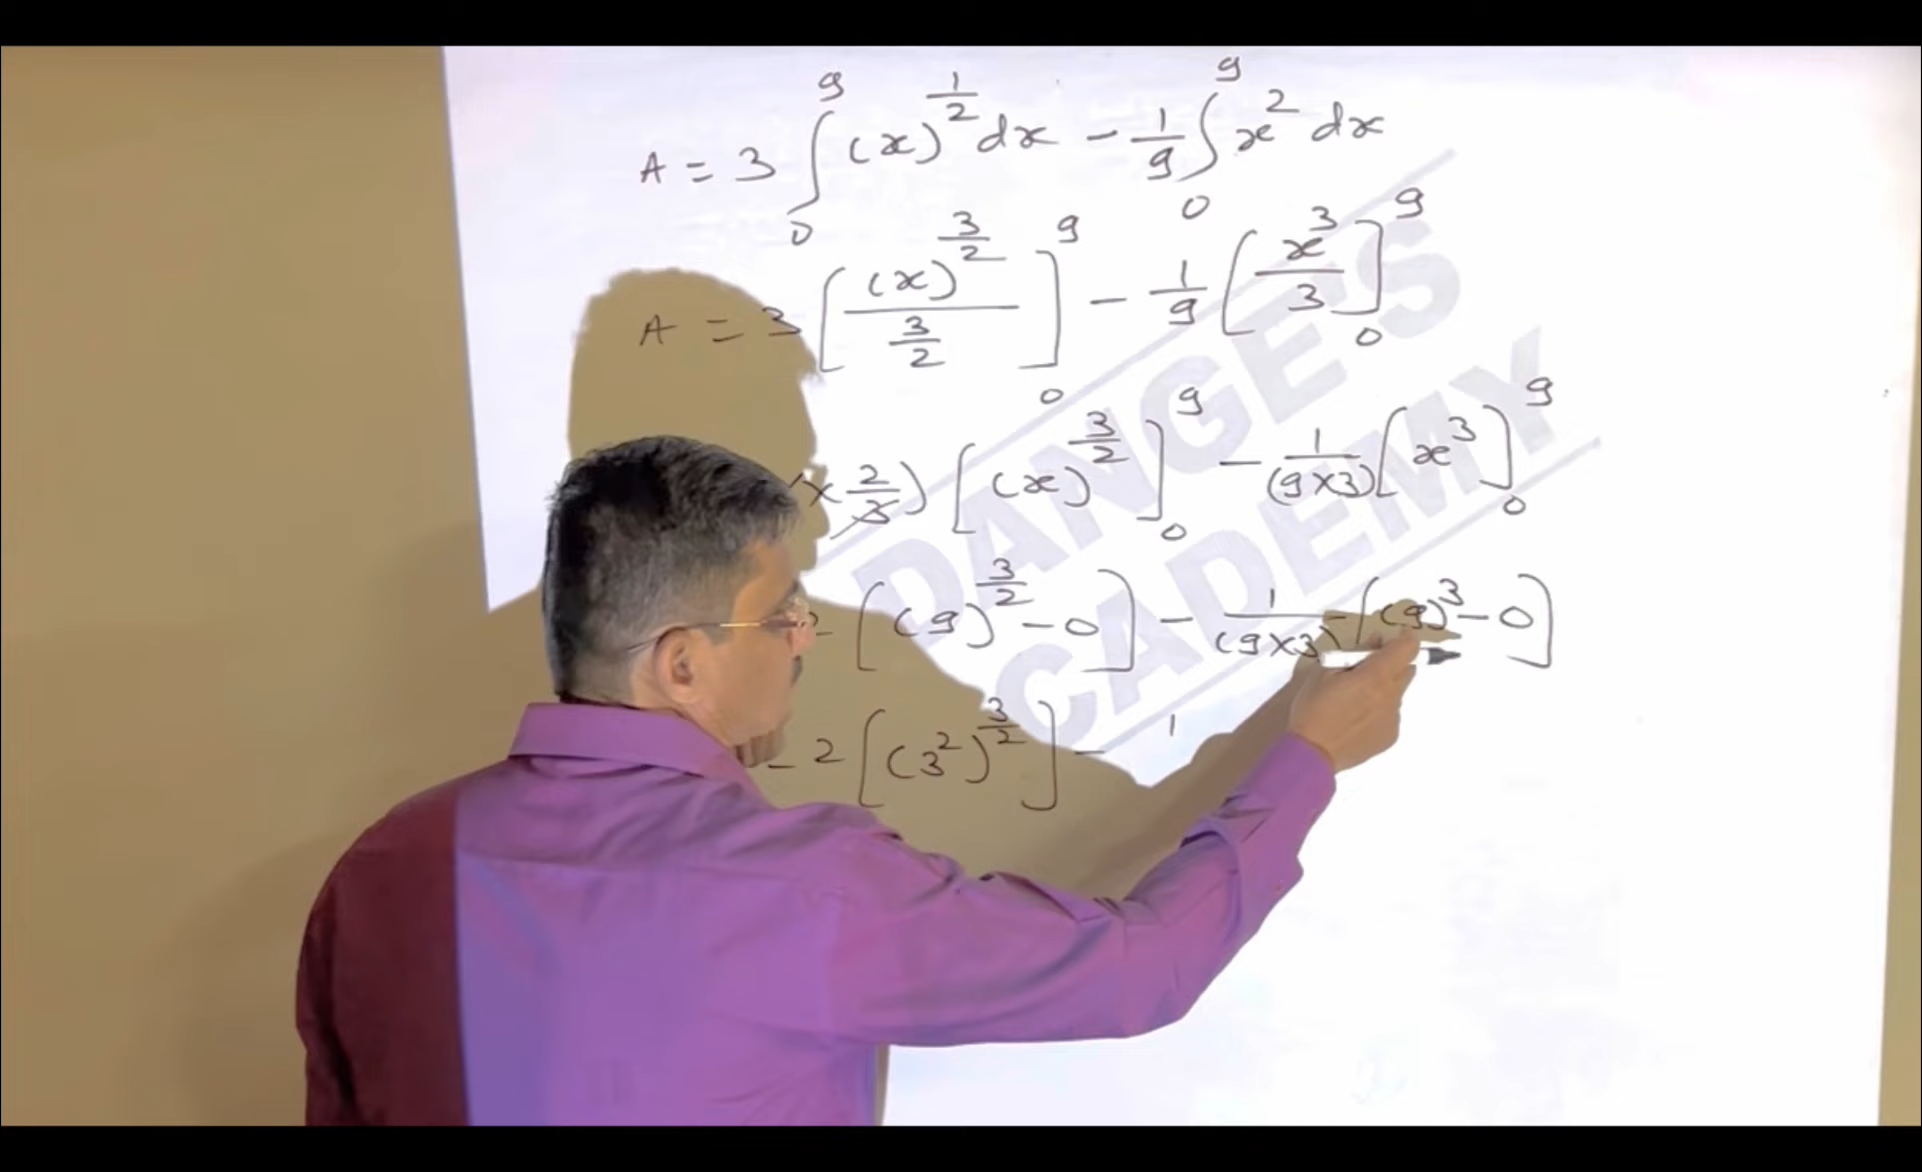 A = 3 ∫₀⁹ (x)^(1/2) dx - 1/9 ∫₀⁹ x² dx
A = 3 [(x)^(3/2) / (3/2)]₀⁹ - 1/9 [x³/3]₀⁹
× 2/3) [(x)^(3/2)]₀⁹ - 1/(9×3) [x³]₀⁹
[(9)^(3/2) - 0] - 1/(9×3) [(9)³ - 0]
= 2 [(3²)^(3/2)] - 1
DANGE'S
ACADEMY